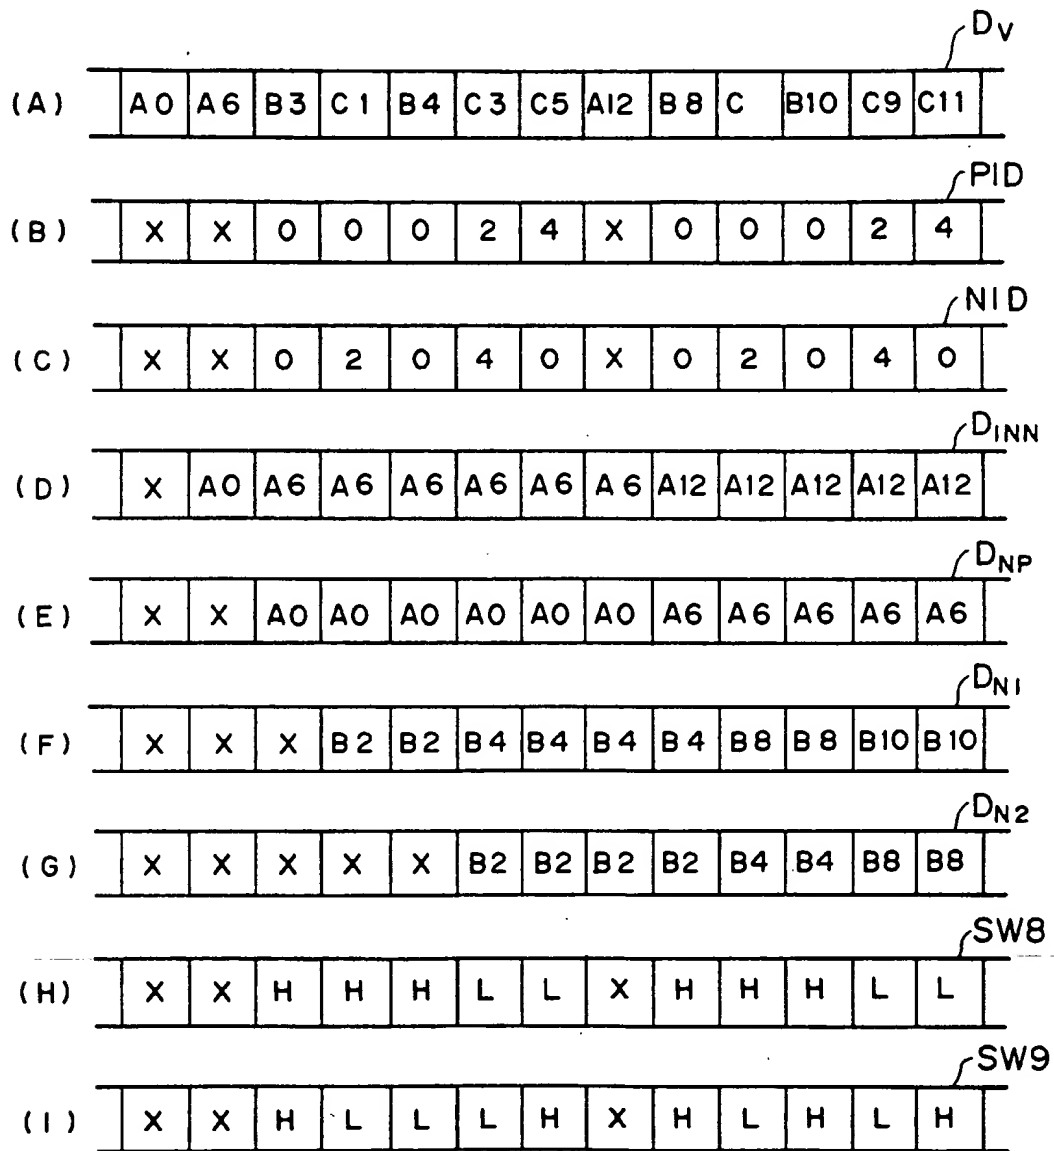 Dv
(A) A0 A6 B3 C1 B4 C3 C5 A12 B8 C B10 C9 C11
PID
(B) X X 0 0 0 2 4 X 0 0 0 2 4
NID
(C) X X 0 2 0 4 0 X 0 2 0 4 0
DINN
(D) X A0 A6 A6 A6 A6 A6 A6 A12 A12 A12 A12 A12
DNP
(E) X X A0 A0 A0 A0 A0 A0 A6 A6 A6 A6 A6
DN1
(F) X X X B2 B2 B4 B4 B4 B4 B8 B8 B10 B10
DN2
(G) X X X X X B2 B2 B2 B2 B4 B4 B8 B8
SW8
(H) X X H H H L L X H H H L L
SW9
(I) X X H L L L H X H L H L H